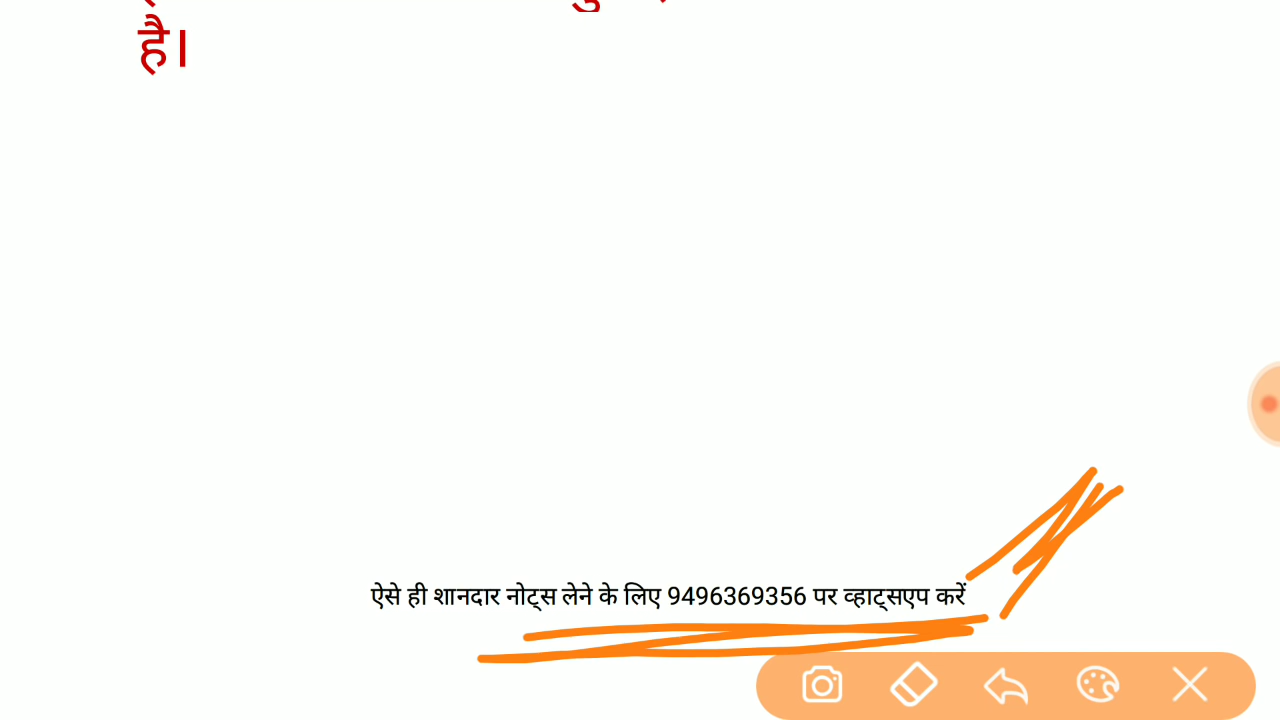 है।
ऐसे ही शानदार नोट्स लेने के लिए 9496369356 पर व्हाट्सएप करें